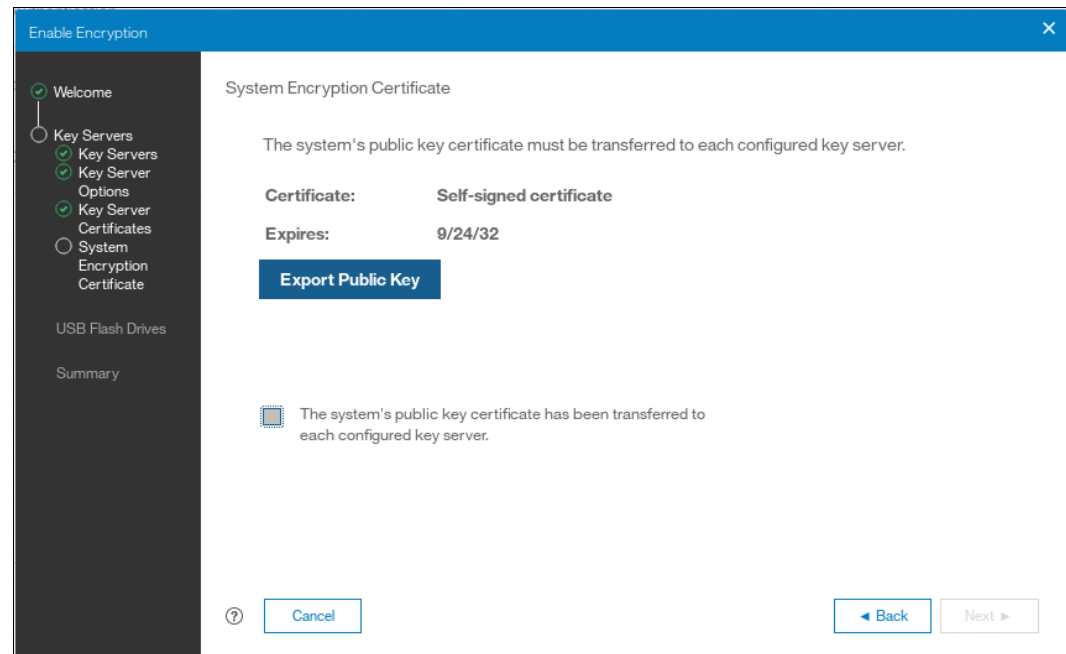 Enable Encryption
Welcome
Key Servers
Key Servers
Key Server
Options
Key Server
Certificates
System
Encryption
Certificate
USB Flash Drives
Summary
System Encryption Certificate
The system's public key certificate must be transferred to each configured key server.
Certificate: Self-signed certificate
Expires: 9/24/32
Export Public Key
The system's public key certificate has been transferred to
each configured key server.
?
Cancel
◄ Back
Next ►